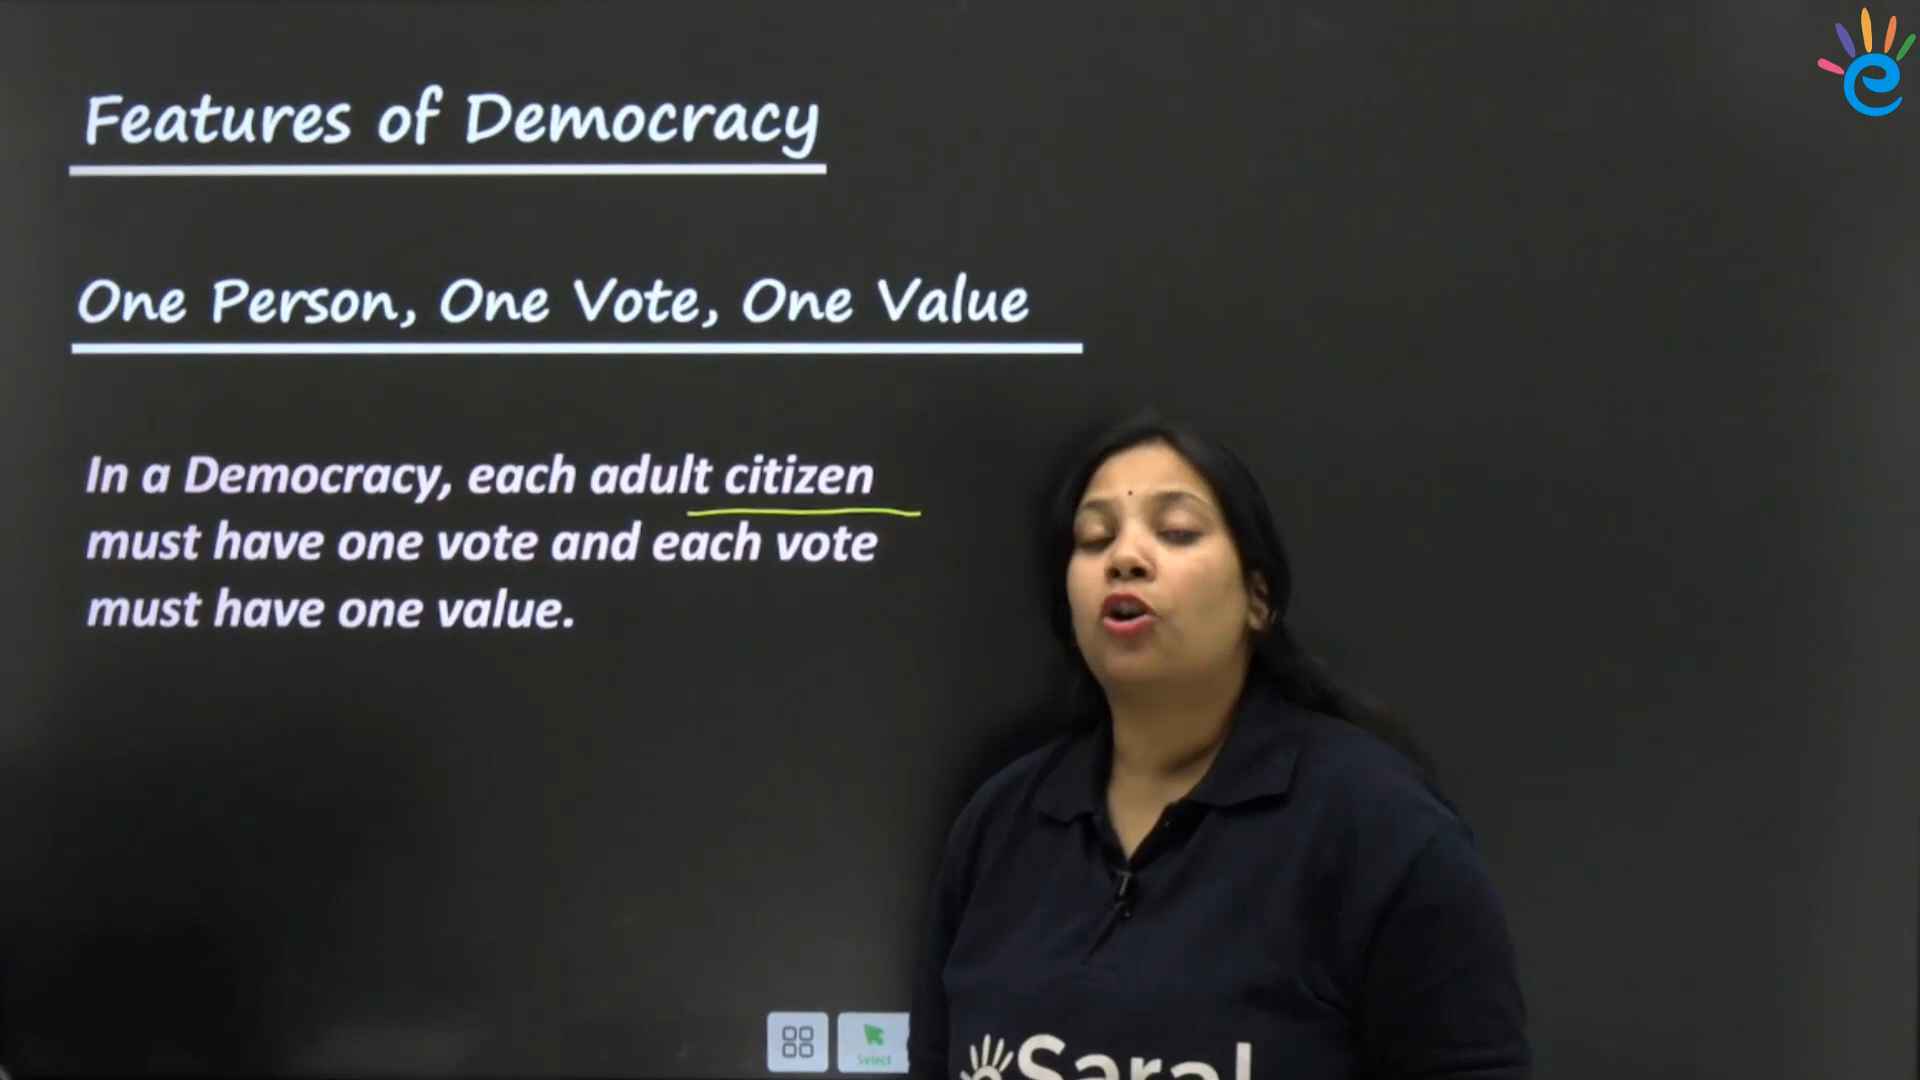 Features of Democracy
One Person, One Vote, One Value
In a Democracy, each adult citizen
must have one vote and each vote
must have one value.
Select
Saral